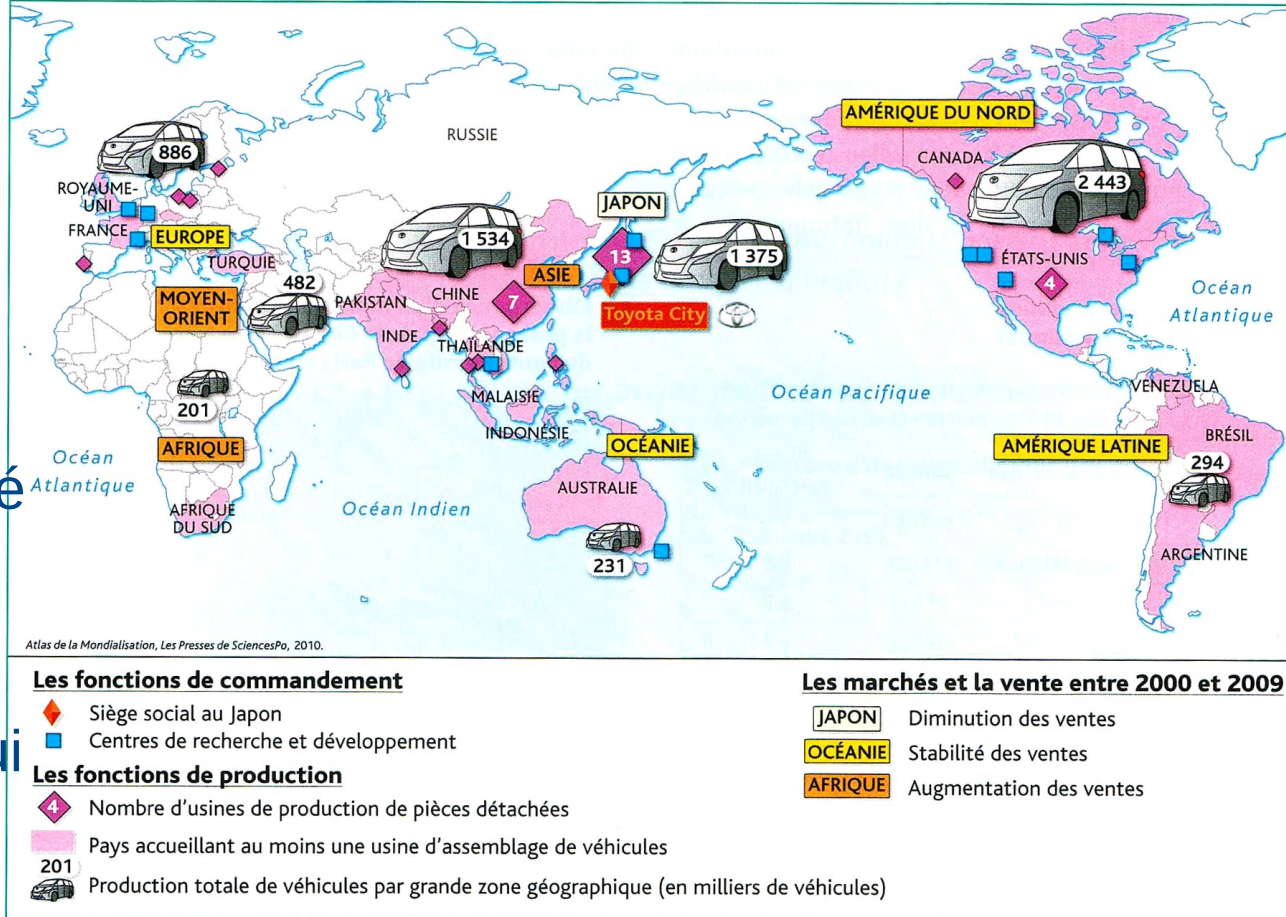 AMÉRIQUE DU NORD
RUSSIE
CANADA
886
2 443
ROYAUME-
UNI
JAPON
FRANCE
EUROPE
1 534
13
1 375
ÉTATS-UNIS
TURQUIE
ASIE
482
4
MOYEN-
ORIENT
PAKISTAN
CHINE
7
Toyota City
Océan
Atlantique
INDE
THAÏLANDE
201
MALAISIE
Océan Pacifique
VENEZUELA
INDONÉSIE
AFRIQUE
OCÉANIE
AMÉRIQUE LATINE
BRÉSIL
Océan
Atlantique
é
294
AUSTRALIE
Océan Indien
AFRIQUE
DU SUD
231
ARGENTINE
Atlas de la Mondialisation, Les Presses de SciencesPo, 2010.
Les fonctions de commandement
Siège social au Japon
Centres de recherche et développement
ui
Les fonctions de production
4 Nombre d'usines de production de pièces détachées
Pays accueillant au moins une usine d'assemblage de véhicules
201
Production totale de véhicules par grande zone géographique (en milliers de véhicules)
Les marchés et la vente entre 2000 et 2009
JAPON Diminution des ventes
OCÉANIE Stabilité des ventes
AFRIQUE Augmentation des ventes